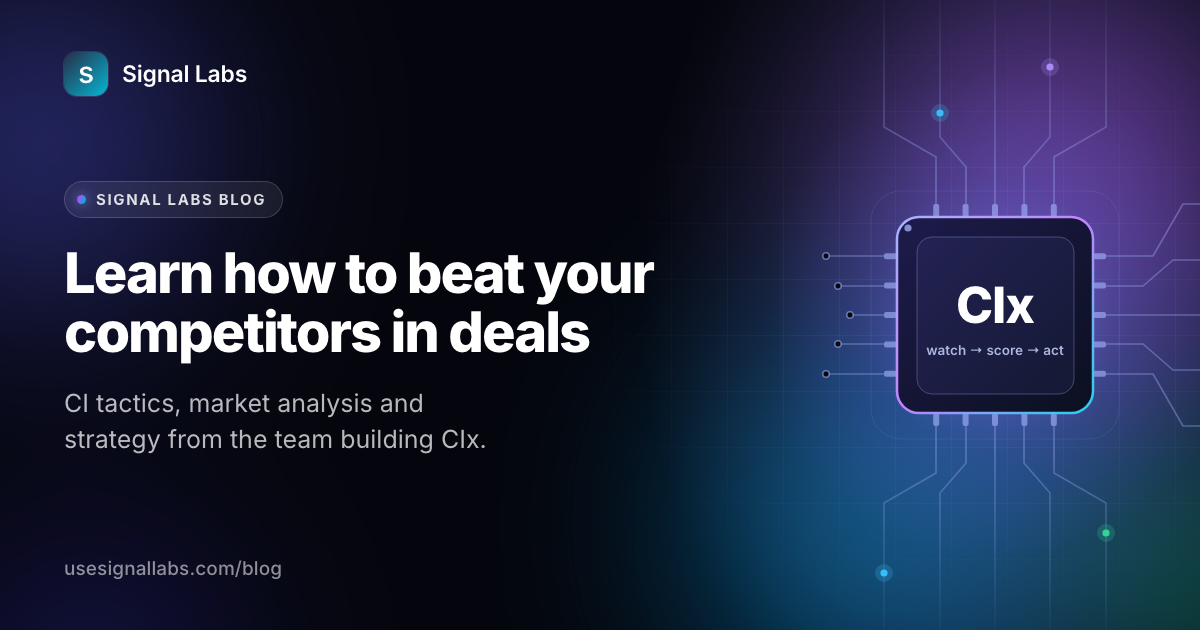 S
Signal Labs
SIGNAL LABS BLOG
Learn how to beat your
competitors in deals
CI tactics, market analysis and
strategy from the team building CIx.
usesignallabs.com/blog
CIx
watch → score → act